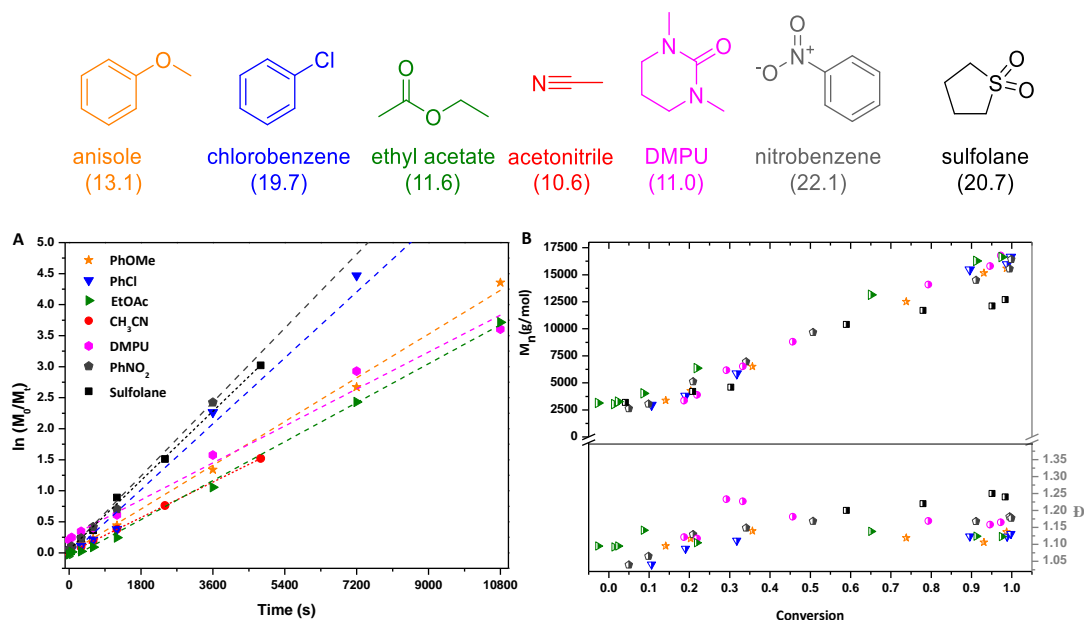 O
Cl
O
O
N
N
O
N
N+
O
-O
S
O
O
anisole
(13.1)
chlorobenzene
(19.7)
ethyl acetate
(11.6)
acetonitrile
(10.6)
DMPU
(11.0)
nitrobenzene
(22.1)
sulfolane
(20.7)
A
ln (M₀/Mₜ)
5.0
4.5
4.0
3.5
3.0
2.5
2.0
1.5
1.0
0.5
0.0
PhOMe
PhCl
EtOAc
CH₃CN
DMPU
PhNO₂
Sulfolane
0 1800 3600 5400 7200 9000 10800
Time (s)
B
Mₙ(g/mol)
17500
15000
12500
10000
7500
5000
2500
0
1.35
1.30
1.25
1.20
1.15
1.10
1.05
Đ
0.0 0.1 0.2 0.3 0.4 0.5 0.6 0.7 0.8 0.9 1.0
Conversion